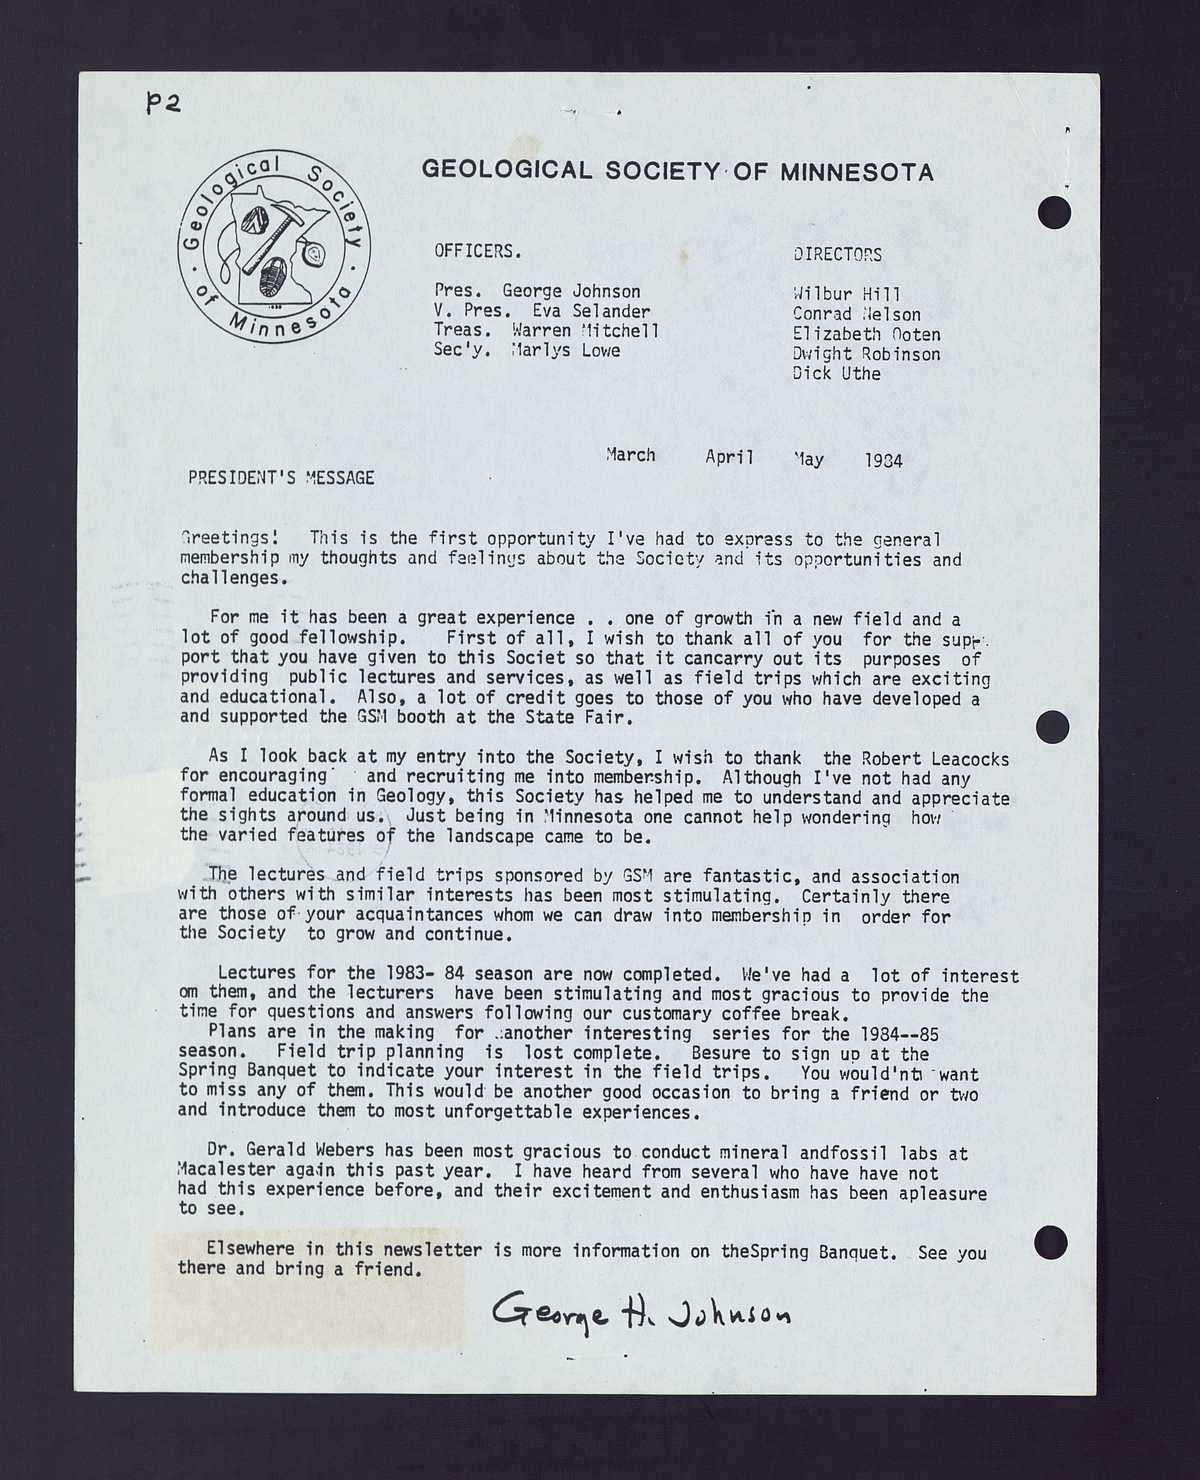 P2
Geological Society
of Minnesota
GEOLOGICAL SOCIETY OF MINNESOTA
OFFICERS.
Pres. George Johnson
V. Pres. Eva Selander
Treas. Warren Mitchell
Sec'y. Marlys Lowe
DIRECTORS
Wilbur Hill
Conrad Nelson
Elizabeth Ooten
Dwight Robinson
Dick Uthe
March April May 1984
PRESIDENT'S MESSAGE
Greetings! This is the first opportunity I've had to express to the general
membership my thoughts and feelings about the Society and its opportunities and
challenges.
For me it has been a great experience . . one of growth in a new field and a
lot of good fellowship. First of all, I wish to thank all of you for the sup-
port that you have given to this Societ so that it cancarry out its purposes of
providing public lectures and services, as well as field trips which are exciting
and educational. Also, a lot of credit goes to those of you who have developed a
and supported the GSM booth at the State Fair.
As I look back at my entry into the Society, I wish to thank the Robert Leacocks
for encouraging and recruiting me into membership. Although I've not had any
formal education in Geology, this Society has helped me to understand and appreciate
the sights around us. Just being in Minnesota one cannot help wondering how
the varied features of the landscape came to be.
The lectures and field trips sponsored by GSM are fantastic, and association
with others with similar interests has been most stimulating. Certainly there
are those of your acquaintances whom we can draw into membership in order for
the Society to grow and continue.
Lectures for the 1983- 84 season are now completed. We've had a lot of interest
om them, and the lecturers have been stimulating and most gracious to provide the
time for questions and answers following our customary coffee break.
Plans are in the making for another interesting series for the 1984--85
season. Field trip planning is lost complete. Besure to sign up at the
Spring Banquet to indicate your interest in the field trips. You would'nt want
to miss any of them. This would be another good occasion to bring a friend or two
and introduce them to most unforgettable experiences.
Dr. Gerald Webers has been most gracious to conduct mineral andfossil labs at
Macalester again this past year. I have heard from several who have have not
had this experience before, and their excitement and enthusiasm has been apleasure
to see.
Elsewhere in this newsletter is more information on theSpring Banquet. See you
there and bring a friend.
George H. Johnson